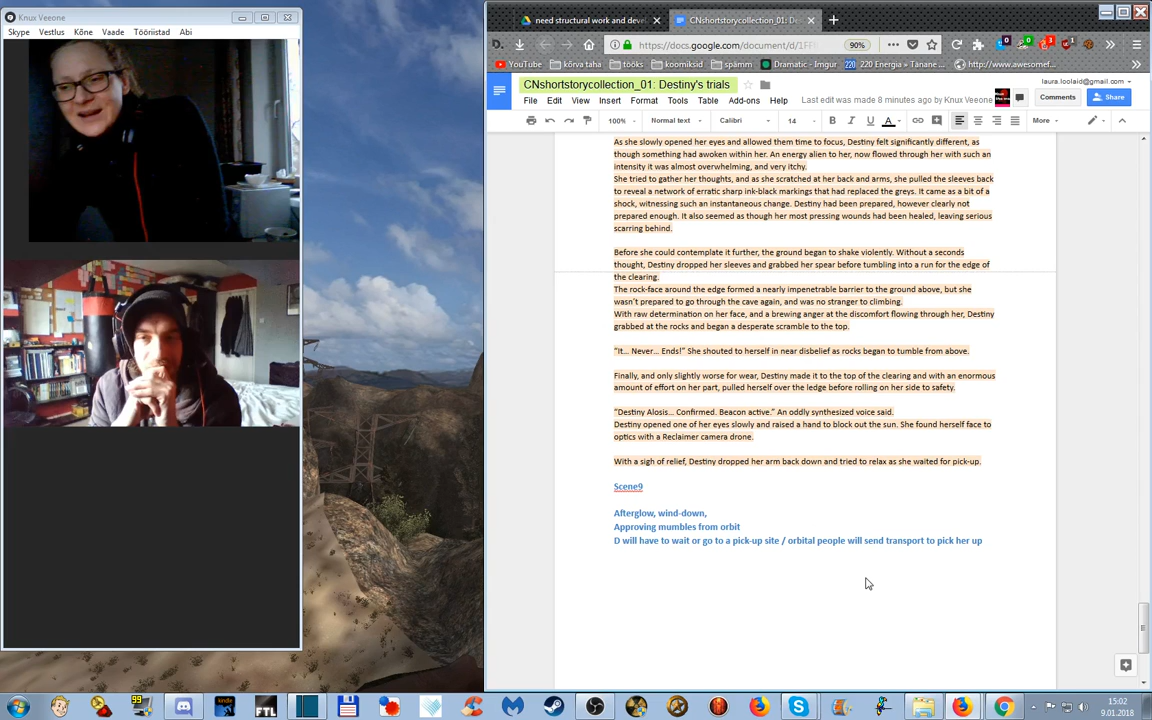 Knux Veeone
Skype Vestlus Kõne Vaade Tööriistad Abi
need structural work and deve
CNshortstorycollection_01: De
https://docs.google.com/document/d/1FF
90%
YouTube kõrva tööks koomiksid spämm Dramatic - Imgur 220 Energia » Tänane http://www.awesomef
CNshortstorycollection_01: Destiny's trials
laura.loolaid@gmail.com
File Edit View Insert Format Tools Table Add-ons Help Last edit was made 8 minutes ago by Knux Veeone
Comments Share
100% Normal text Calibri 14 B I U A More
As she slowly opened her eyes and allowed them time to focus, Destiny felt significantly different, as
though something had awoken within her. An energy alien to her, now flowed through her with such an
intensity it was almost overwhelming, and very itchy.
She tried to gather her thoughts, and as she scratched at her back and arms, she pulled the sleeves back
to reveal a network of erratic sharp ink-black markings that had replaced the greys. It came as a bit of a
shock, witnessing such an instantaneous change. Destiny had been prepared, however clearly not
prepared enough. It also seemed as though her most pressing wounds had been healed, leaving serious
scarring behind.
Before she could contemplate it further, the ground began to shake violently. Without a seconds
thought, Destiny dropped her sleeves and grabbed her spear before tumbling into a run for the edge of
the clearing.
The rock-face around the edge formed a nearly impenetrable barrier to the ground above, but she
wasn't prepared to go through the cave again, and was no stranger to climbing.
With raw determination on her face, and a brewing anger at the discomfort flowing through her, Destiny
grabbed at the rocks and began a desperate scramble to the top.
"It... Never... Ends!" She shouted to herself in near disbelief as rocks began to tumble from above.
Finally, and only slightly worse for wear, Destiny made it to the top of the clearing and with an enormous
amount of effort on her part, pulled herself over the ledge before rolling on her side to safety.
"Destiny Alosis... Confirmed. Beacon active." An oddly synthesized voice said.
Destiny opened one of her eyes slowly and raised a hand to block out the sun. She found herself face to
optics with a Reclaimer camera drone.
With a sigh of relief, Destiny dropped her arm back down and tried to relax as she waited for pick-up.
Scene9
Afterglow, wind-down,
Approving mumbles from orbit
D will have to wait or go to a pick-up site / orbital people will send transport to pick her up
99
kindle
FTL
15:02
9.01.2018